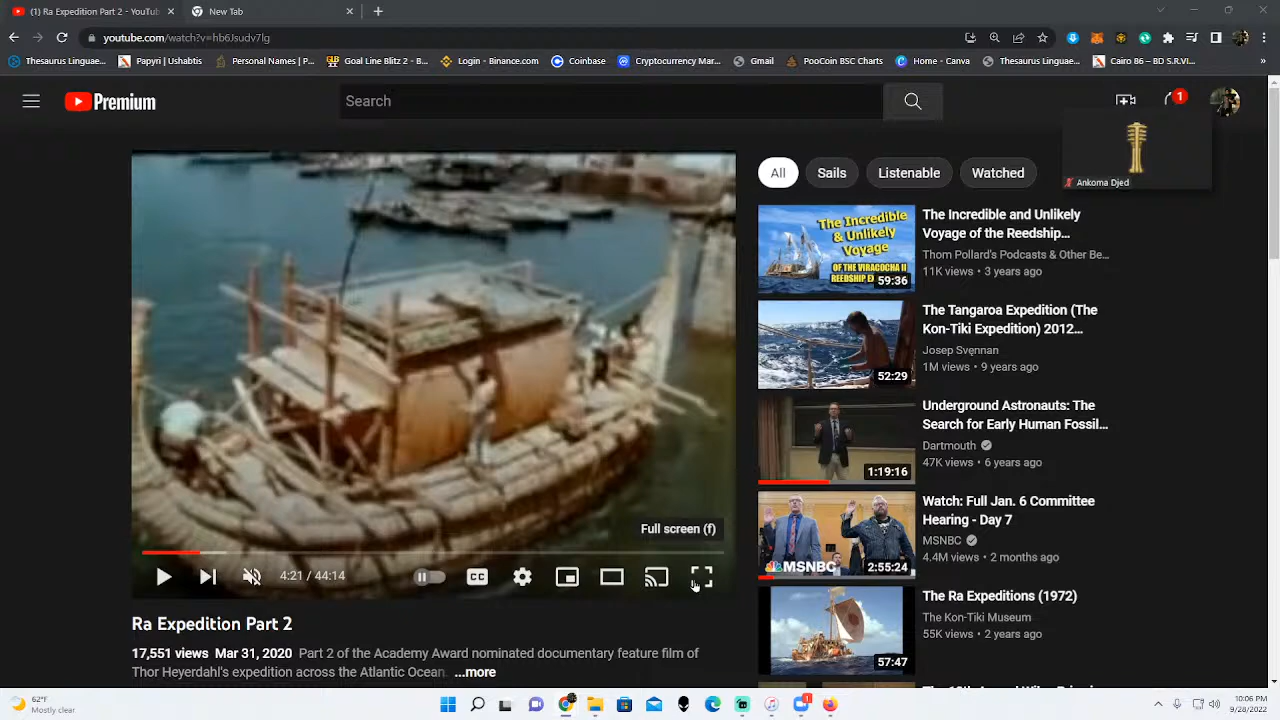 (1) Ra Expedition Part 2 - YouTub
New Tab
youtube.com/watch?v=hb6Jsudv7lg
Thesaurus Lingue...
Papyri | Ushabtis
Personal Names | P...
Goal Line Blitz 2 - F...
Login - Binance.com
Coinbase
Cryptocurrency Mar...
Gmail
PooCoin BSC Charts
Home - Canva
Thesaurus Linguae...
Cairo B6 – BD S.Vi...
Premium
Search
1
Ankoma Djed
All
Sails
Listenable
Watched
The Incredible
& Unlikely
Voyage
OF THE VIRACOCHA II
59:36
The Incredible and Unlikely
Voyage of the Reedship...
Thom Pollard's Podcasts & Other Be...
11K views • 3 years ago
52:29
The Tangaroa Expedition (The
Kon-Tiki Expedition) 2012...
Josep Svęnnan
1M views • 9 years ago
1:19:16
Underground Astronauts: The
Search for Early Human Fossil...
Dartmouth
47K views • 6 years ago
MSNBC
2:55:24
Watch: Full Jan. 6 Committee
Hearing - Day 7
MSNBC
4.4M views • 2 months ago
57:47
The Ra Expeditions (1972)
The Kon-Tiki Museum
55K views • 2 years ago
Full screen (f)
4:21 / 44:14
CC
Ra Expedition Part 2
17,551 views Mar 31, 2020 Part 2 of the Academy Award nominated documentary feature film of
Thor Heyerdahl's expedition across the Atlantic Ocean. ...more
62°F
Mostly clear
10:06 PM
9/28/2022